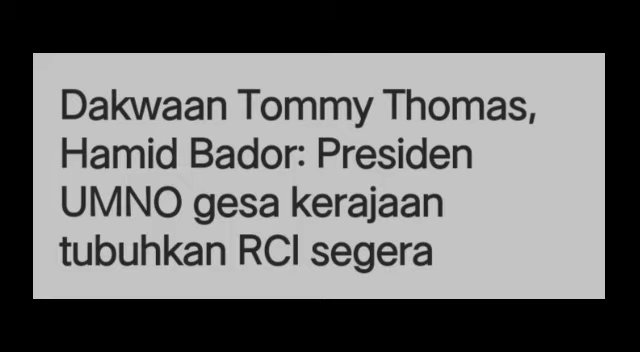 Dakwaan Tommy Thomas,
Hamid Bador: Presiden
UMNO gesa kerajaan
tubuhkan RCI segera